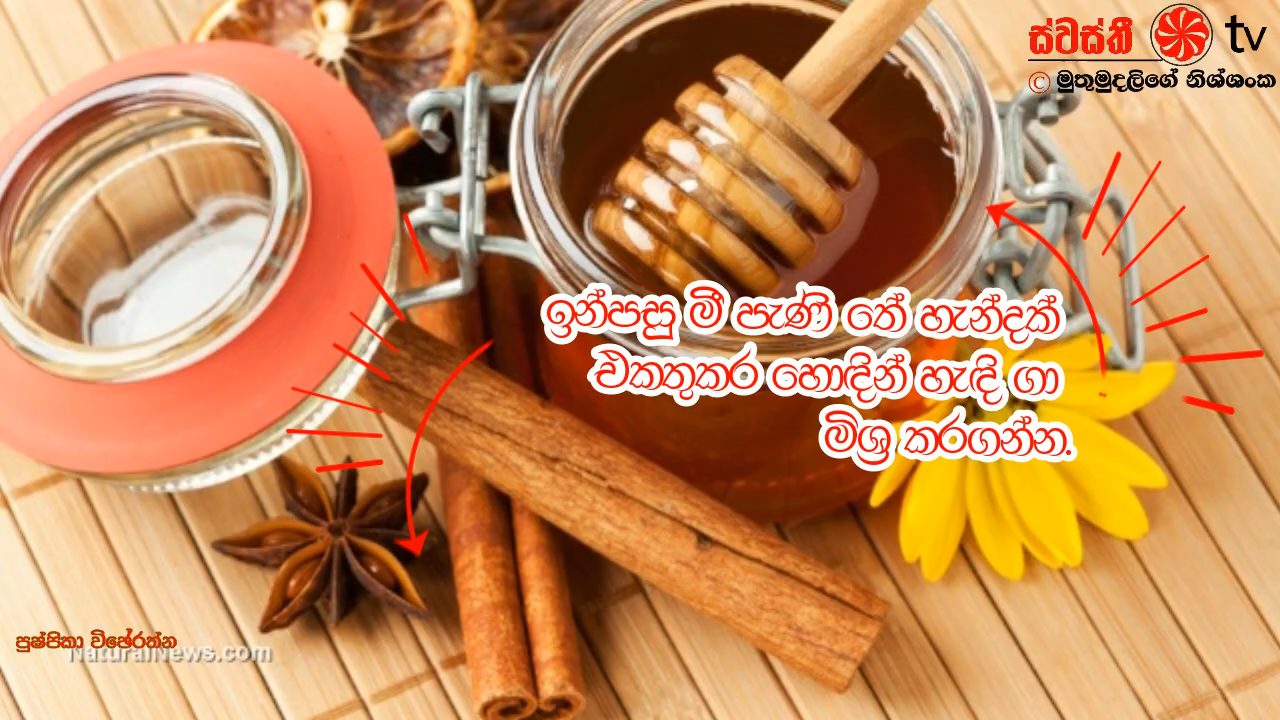 ස්වස්තී tv
© මුතුමුදලිගේ නිශ්ශංක
ඉන්පසු මී පැණි තේ හැන්දක්
එකතුකර හොඳින් හැඳි ගා
මිශ්‍ර කරගන්න.
පුෂ්පිකා විජේරත්න
NaturalNews.com